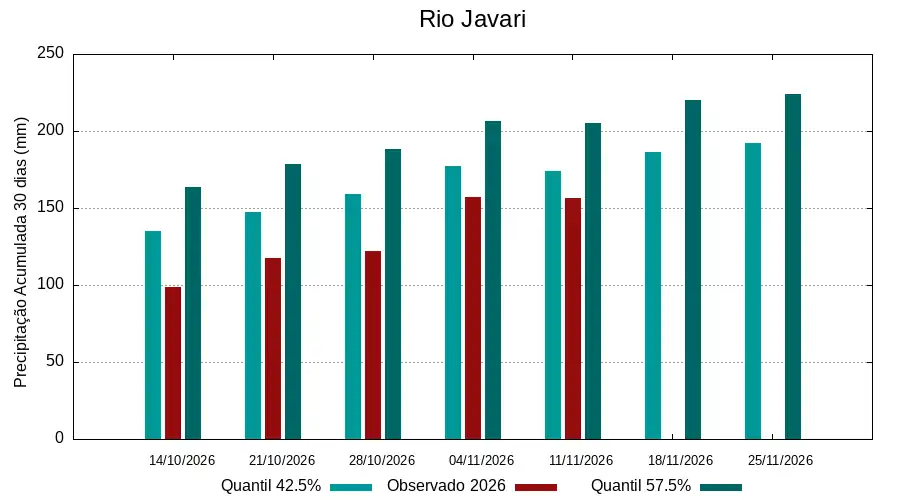 Rio Javari
Precipitação Acumulada 30 dias (mm)
250
200
150
100
50
0
14/10/2026 21/10/2026 28/10/2026 04/11/2026 11/11/2026 18/11/2026 25/11/2026
Quantil 42.5% Observado 2026 Quantil 57.5%